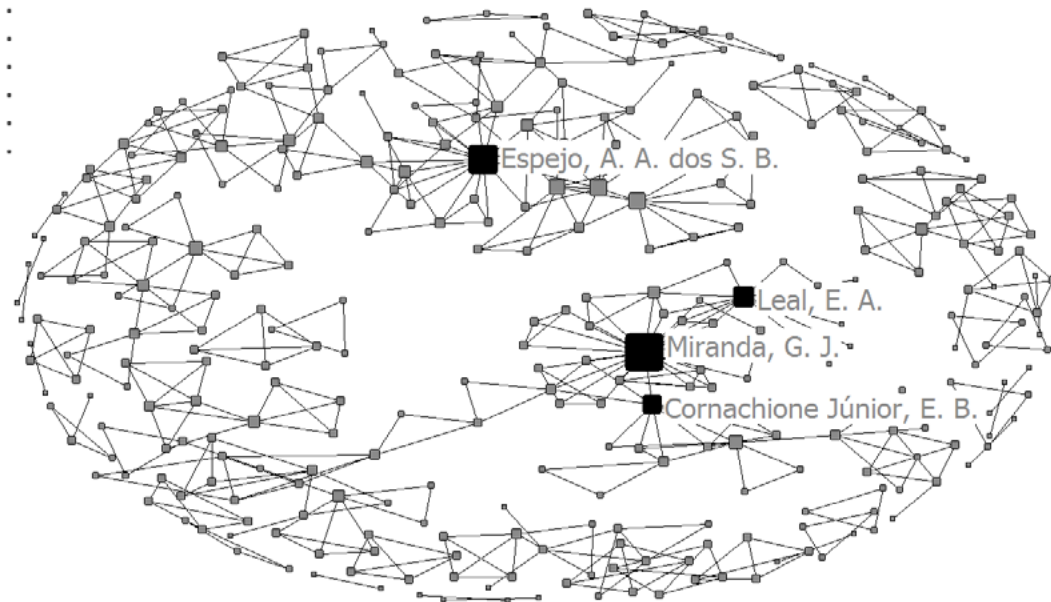 Espejo, A. A. dos S. B.
Leal, E. A.
Miranda, G. J.
Cornachione Júnior, E. B.